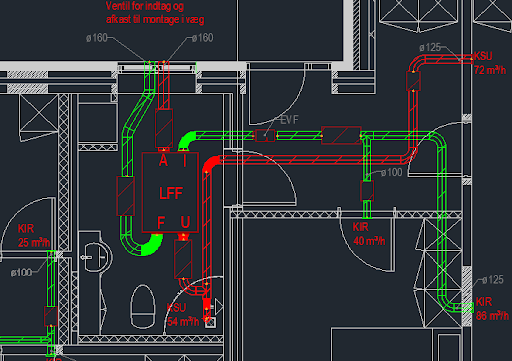 Ventil for indtag og
afkast til montage i væg
ø160
ø160
ø125
KSU
72 m³/h
EVF
A I
LFF
F U
ø100
KIR
25 m³/h
KIR
40 m³/h
ø100
ø125
KSU
54 m³/h
KIR
86 m³/h